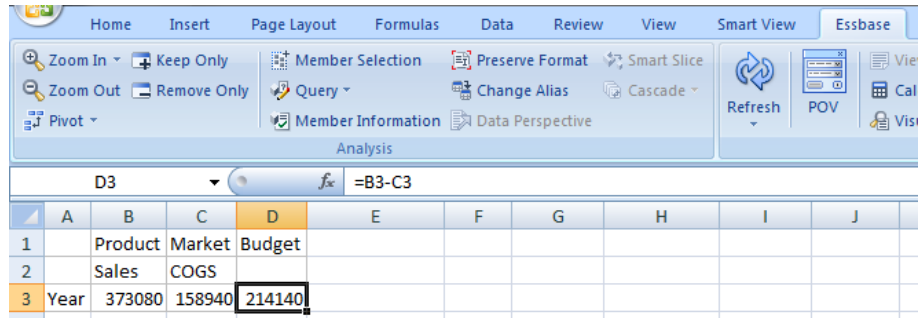 Home Insert Page Layout Formulas Data Review View Smart View Essbase
Zoom In Keep Only Member Selection Preserve Format Smart Slice
Zoom Out Remove Only Query Change Alias Cascade Refresh POV Cal
Pivot Member Information Data Perspective
Analysis
D3 fx =B3-C3
A B C D E F G H I J
1 Product Market Budget
2 Sales COGS
3 Year 373080 158940 214140